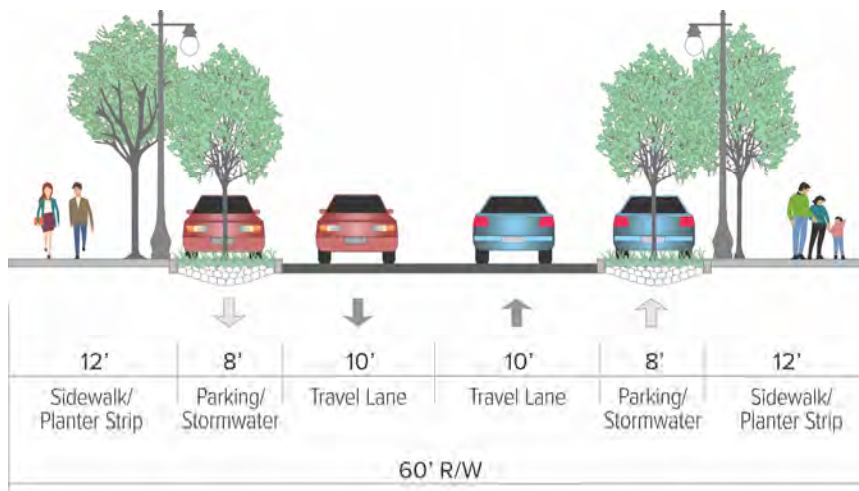 12’ 8’ 10’ 10’ 8’ 12’
Sidewalk/ Parking/ Travel Lane Travel Lane Parking/ Sidewalk/
Planter Strip Stormwater Stormwater Planter Strip
60’ R/W